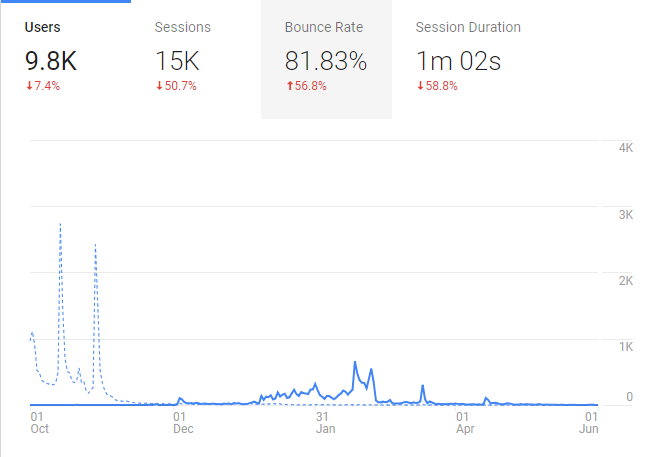 Users
Sessions
Bounce Rate
Session Duration
9.8K
15K
81.83%
1m 02s
↓7.4%
↓50.7%
↑56.8%
↓58.8%
4K
3K
2K
1K
0
01
Oct
01
Dec
31
Jan
01
Apr
01
Jun